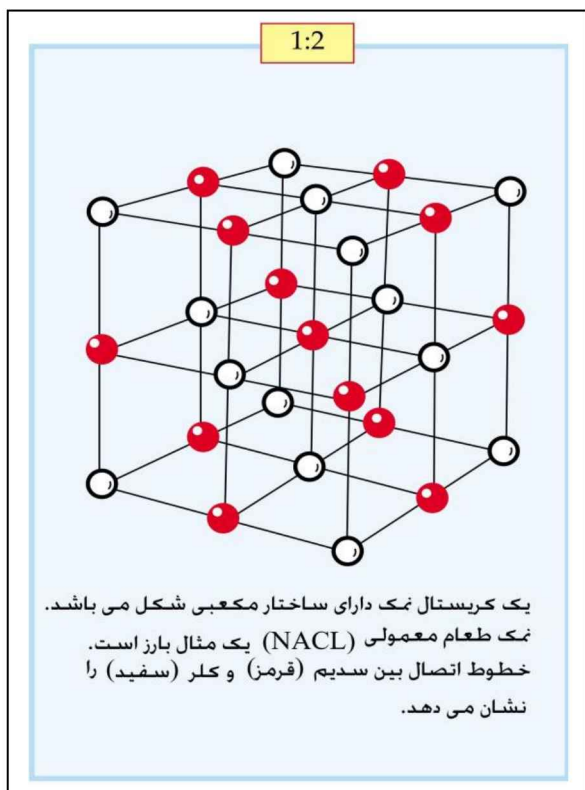 1:2
یک کریستال نمک دارای ساختار مکعبی شکل می باشد.
نمک طعام معمولی (NACL) یک مثال بارز است.
خطوط اتصال بین سدیم (قرمز) و کلر (سفید) را
نشان می دهد.